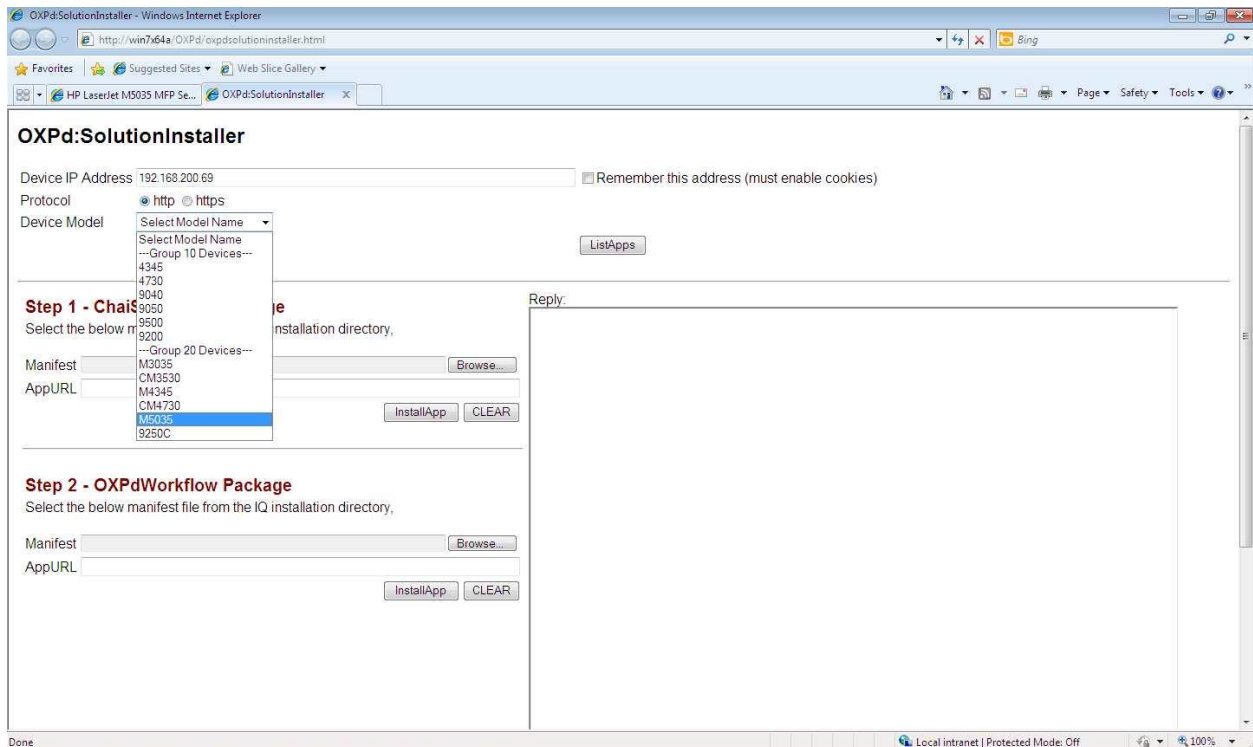 OXPd:SolutionInstaller - Windows Internet Explorer
http://win7x64a/OXPd/oxpdsolutioninstaller.html
Bing
Favorites
Suggested Sites
Web Slice Gallery
HP LaserJet M5035 MFP Se...
OXPd:SolutionInstaller
X
Page
Safety
Tools
OXPd:SolutionInstaller
Device IP Address 192.168.200.69
Remember this address (must enable cookies)
Protocol http https
Device Model Select Model Name
ListApps
Select Model Name
---Group 10 Devices---
4345
4730
9040
9050
9500
9200
---Group 20 Devices---
M3035
CM3530
M4345
CM4730
M5035
9250C
Step 1 - Chai
Select the below nstallation directory,
Manifest Browse...
AppURL
InstallApp CLEAR
Reply:
Step 2 - OXPdWorkflow Package
Select the below manifest file from the IQ installation directory,
Manifest Browse...
AppURL
InstallApp CLEAR
Done
Local intranet | Protected Mode: Off
100%